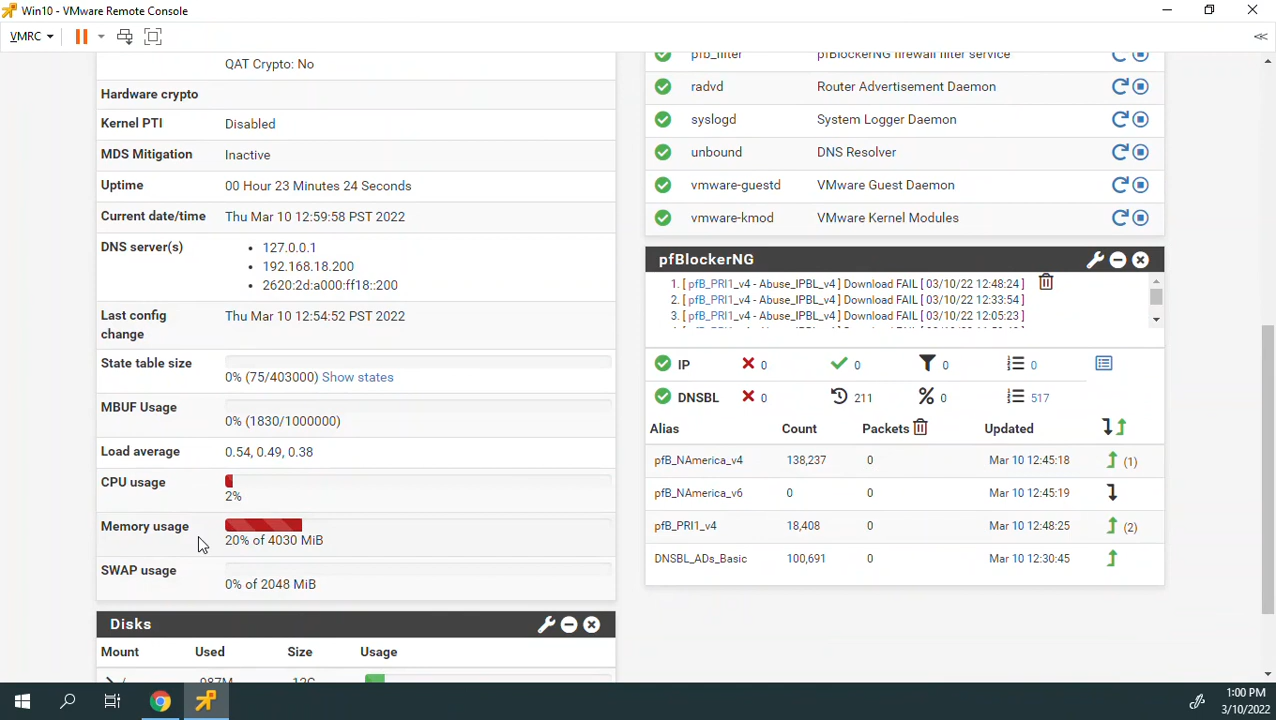 Win10 - VMware Remote Console
VMRC
<<
QAT Crypto: No
Hardware crypto
Kernel PTI Disabled
MDS Mitigation Inactive
Uptime 00 Hour 23 Minutes 24 Seconds
Current date/time Thu Mar 10 12:59:58 PST 2022
DNS server(s)
• 127.0.0.1
• 192.168.18.200
• 2620:2d:a000:ff18::200
Last config change Thu Mar 10 12:54:52 PST 2022
State table size
0% (75/403000) Show states
MBUF Usage
0% (1830/1000000)
Load average 0.54, 0.49, 0.38
CPU usage
2%
Memory usage
20% of 4030 MiB
SWAP usage
0% of 2048 MiB
Disks
Mount Used Size Usage
/ 987M 12G
pfb_filter pfBlockerNG firewall filter service
radvd Router Advertisement Daemon
syslogd System Logger Daemon
unbound DNS Resolver
vmware-guestd VMware Guest Daemon
vmware-kmod VMware Kernel Modules
pfBlockerNG
1. [ pfB_PRI1_v4 - Abuse_IPBL_v4 ] Download FAIL [ 03/10/22 12:48:24 ]
2. [ pfB_PRI1_v4 - Abuse_IPBL_v4 ] Download FAIL [ 03/10/22 12:33:54 ]
3. [ pfB_PRI1_v4 - Abuse_IPBL_v4 ] Download FAIL [ 03/10/22 12:05:23 ]
IP 0 0 0 0
DNSBL 0 211 % 0 517
Alias Count Packets Updated
pfB_NAmerica_v4 138,237 0 Mar 10 12:45:18 (1)
pfB_NAmerica_v6 0 0 Mar 10 12:45:19
pfB_PRI1_v4 18,408 0 Mar 10 12:48:25 (2)
DNSBL_ADs_Basic 100,691 0 Mar 10 12:30:45
1:00 PM
3/10/2022